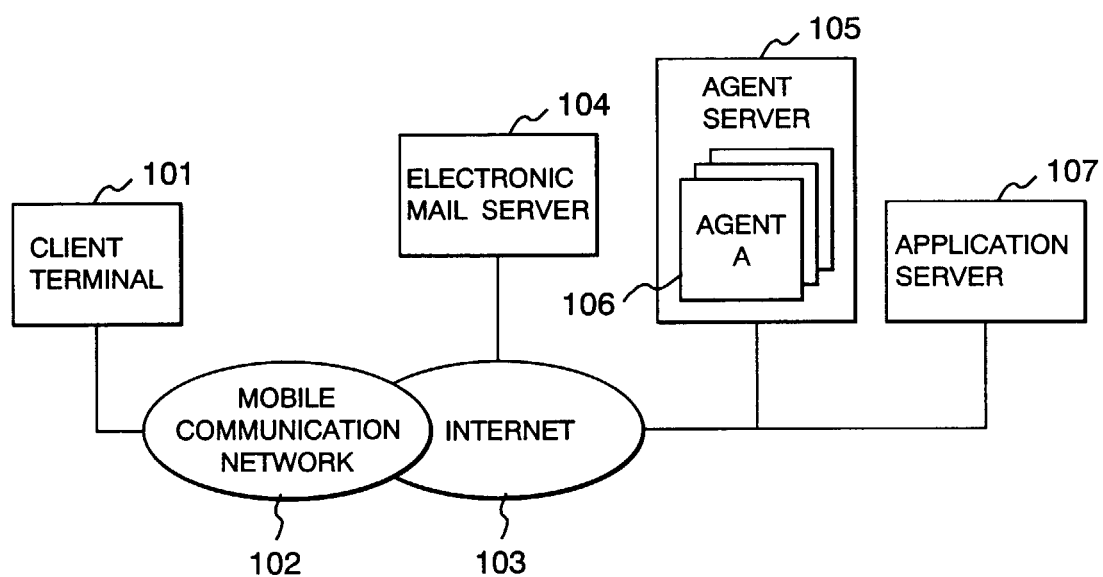 105
AGENT
SERVER
104
ELECTRONIC
MAIL SERVER
101
CLIENT
TERMINAL
107
AGENT
A
APPLICATION
SERVER
106
MOBILE
COMMUNICATION
NETWORK
INTERNET
102
103